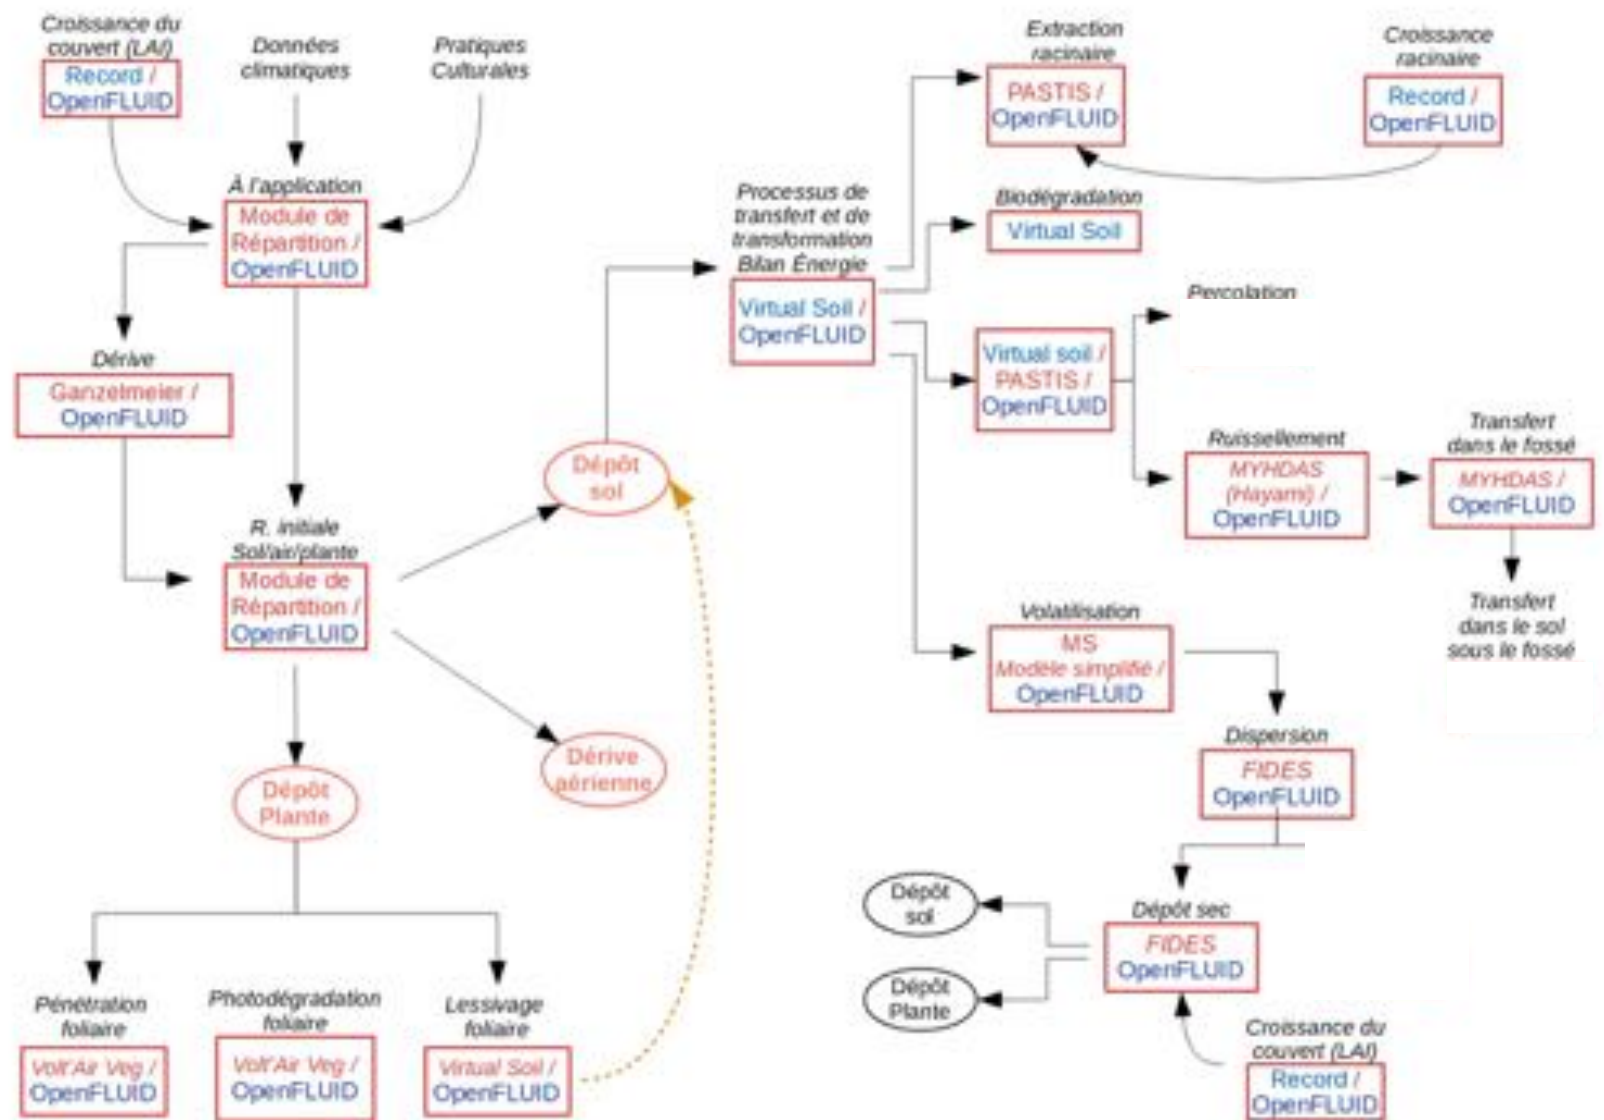 Croissance du
couvert (LAI)
Record /
OpenFLUID
Données
climatiques
Pratiques
Culturales
À l'application
Module de
Répartition /
OpenFLUID
Dérive
Ganzelmeier /
OpenFLUID
R. initiale
Sol/air/plante
Module de
Répartition /
OpenFLUID
Dépôt
sol
Dérive
aérienne
Dépôt
Plante
Pénétration
foliaire
Volt'Air Veg /
OpenFLUID
Photodégradation
foliaire
Volt'Air Veg /
OpenFLUID
Lessivage
foliaire
Virtual Soil /
OpenFLUID
Processus de
transfert et de
transformation
Bilan Énergie
Virtual Soil /
OpenFLUID
Extraction
racinaire
PASTIS /
OpenFLUID
Croissance
racinaire
Record /
OpenFLUID
Biodégradation
Virtual Soil
Virtual soil /
PASTIS /
OpenFLUID
Percolation
Ruissellement
MYHDAS
(Hayami) /
OpenFLUID
Transfert
dans le fossé
MYHDAS /
OpenFLUID
Transfert
dans le sol
sous le fossé
Volatilisation
MS
Modèle simplifié /
OpenFLUID
Dispersion
FIDES
OpenFLUID
Dépôt sec
FIDES
OpenFLUID
Dépôt
sol
Dépôt
Plante
Croissance du
couvert (LAI)
Record /
OpenFLUID